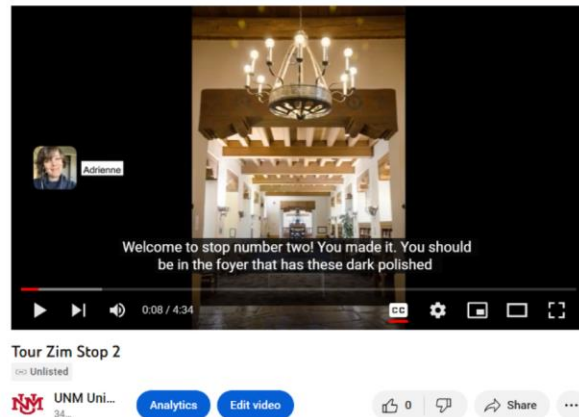 Adrienne
Welcome to stop number two! You made it. You should
be in the foyer that has these dark polished
0:08 / 4:34
CC
Tour Zim Stop 2
Unlisted
NM
UNM Uni...
34...
Analytics
Edit video
0
Share